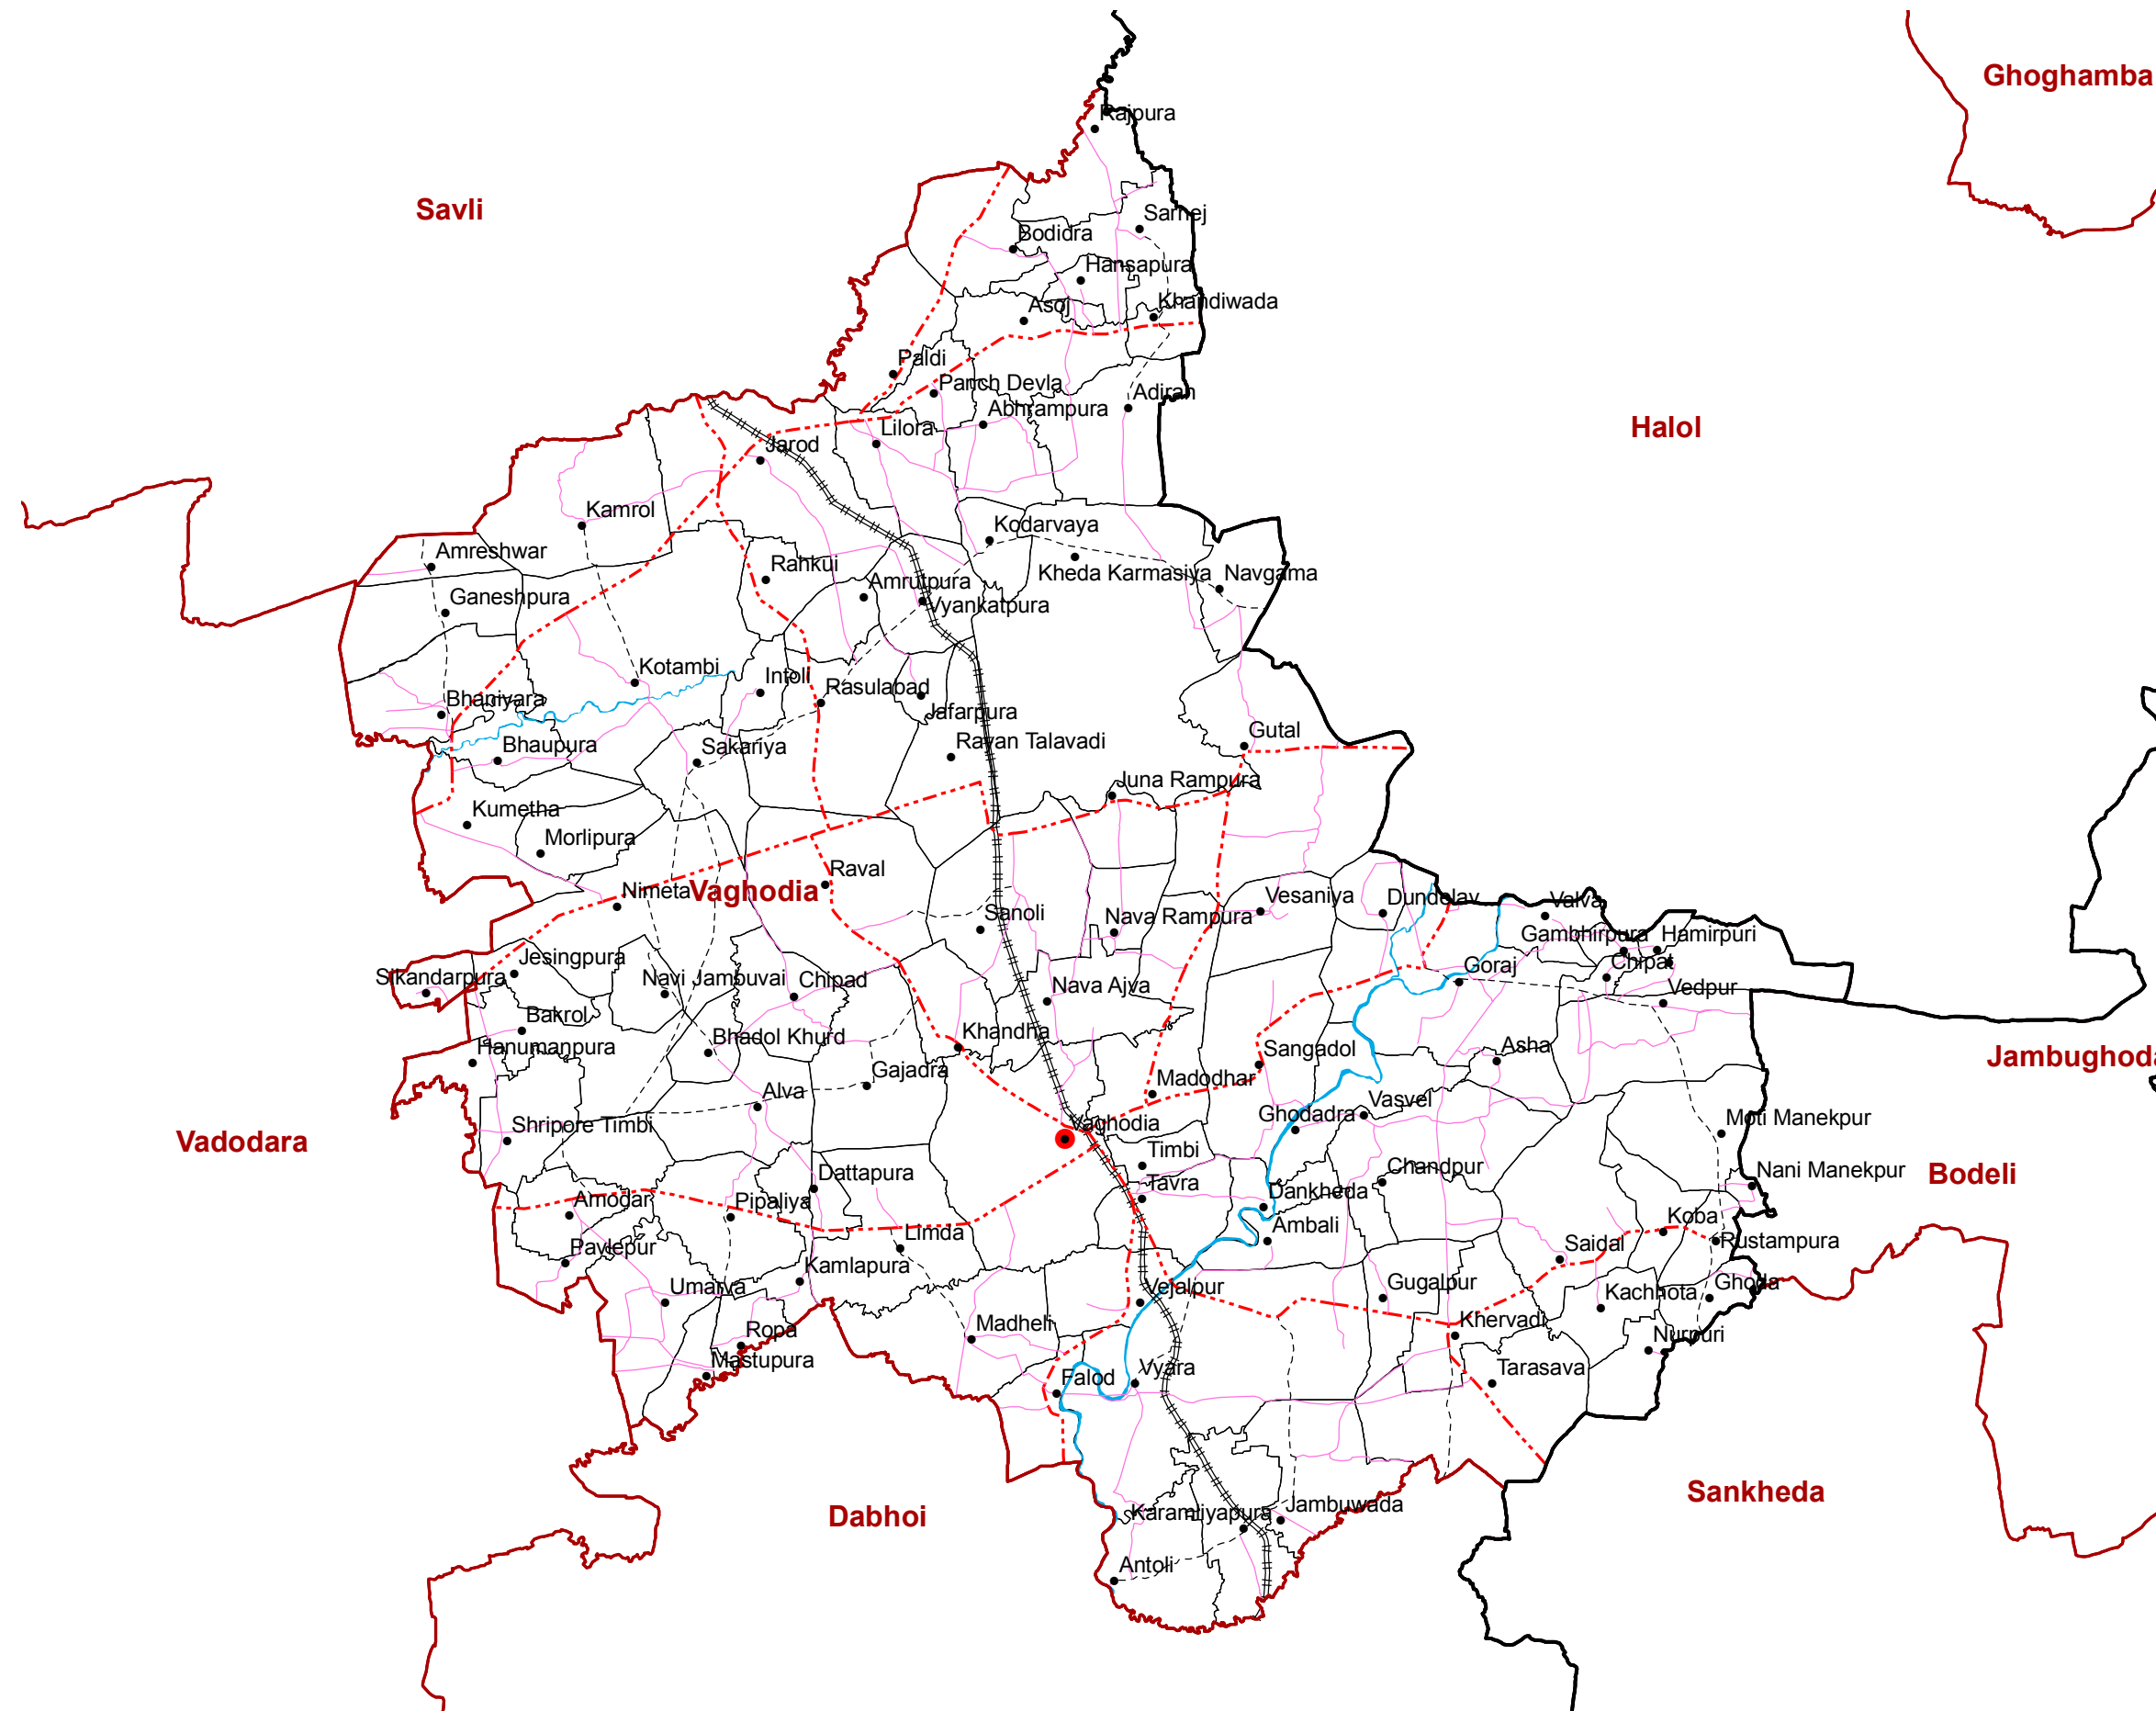 Ghoghamba
Rajpura
Savli
Samej
Bodidra
Hansapura
Khandiwada
Asoj
Paldi
Panch Devla
Adiran
Abhrampura
Halol
Lilora
Jarod
Kamrol
Kodarvaya
Amreshwar
Rahkui
Kheda Karmasiya
Navgama
Amrutpura
Ganeshpura
Vyankatpura
Kotambi
Intoli
Rasulabad
Bhaniyara
Jafarpura
Gutal
Bhaupura
Sakariya
Rayan Talavadi
Juna Rampura
Kumetha
Morlipura
Raval
Nimeta
Vaghodia
Vesaniya
Dundelav
Valva
Sanoli
Nava Rampura
Gambhirpura
Hamirpuri
Jesingpura
Goraj
Chipat
Sikandarpura
Navi Jambuvai
Chipad
Nava Ajva
Vedpur
Bakrol
Bhadol Khurd
Khandha
Hanumanpura
Sangadol
Asha
Jambughoda
Gajadra
Madodhar
Alva
Ghodadra
Vasvel
Vadodara
Shripore Timbi
Vaghodia
Moti Manekpur
Timbi
Dattapura
Chandpur
Nani Manekpur
Bodeli
Tavra
Dankheda
Amodar
Pipaliya
Koba
Ambali
Limda
Saidal
Rustampura
Pavlepur
Kamlapura
Umarva
Vejalpur
Gugalpur
Kachhota
Ghoda
Madheli
Khervadi
Ropa
Nurpuri
Mastupura
Falod
Vyara
Tarasava
Sankheda
Dabhoi
Karamliyapura
Jambuwada
Antoli